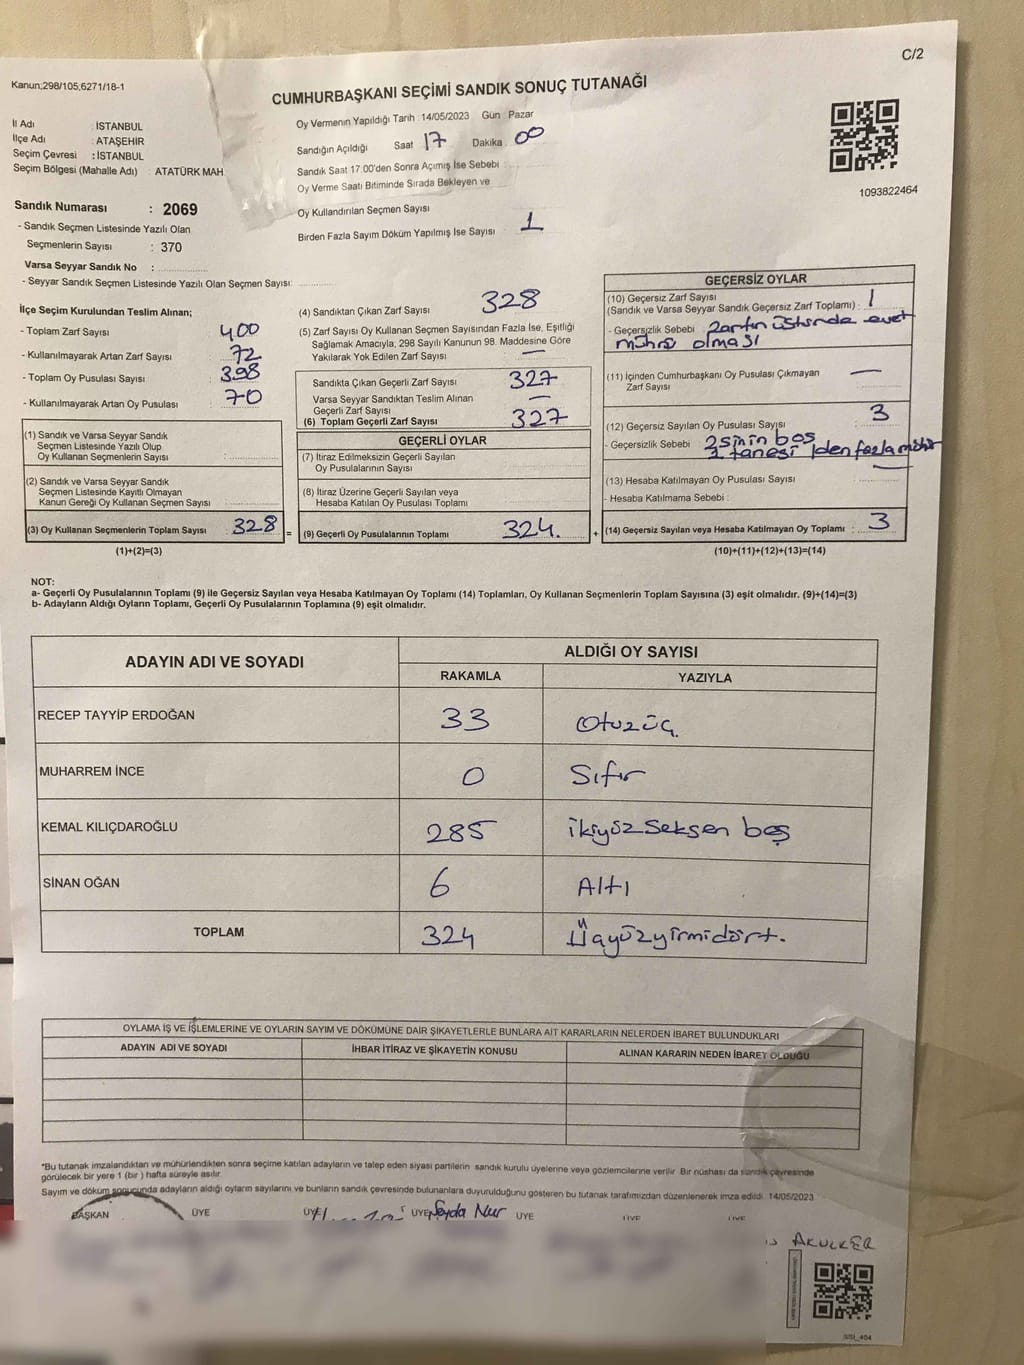 C/2
Kanun;298/105,6271/18-1
CUMHURBAŞKANI SEÇİMİ SANDIK SONUÇ TUTANAĞI
İl Adı : İSTANBUL
İlçe Adı : ATAŞEHİR
Seçim Çevresi : İSTANBUL
Seçim Bölgesi (Mahalle Adı) : ATATÜRK MAH
Oy Vermenin Yapıldığı Tarih : 14/05/2023 Gün : Pazar
Sandığın Açıldığı Saat : 17 Dakika : 00
Sandık Saat 17:00'den Sonra Açımış İse Sebebi :
Oy Verme Saati Bitiminde Sırada Bekleyen ve
Oy Kullandırılan Seçmen Sayısı
Birden Fazla Sayım Döküm Yapılmış İse Sayısı : 1
1093822464
Sandık Numarası : 2069
- Sandık Seçmen Listesinde Yazılı Olan
Seçmenlerin Sayısı : 370
Varsa Seyyar Sandık No :
- Seyyar Sandık Seçmen Listesinde Yazılı Olan Seçmen Sayısı:
İlçe Seçim Kurulundan Teslim Alınan;
- Toplam Zarf Sayısı : 400
- Kullanılmayarak Artan Zarf Sayısı : 72
- Toplam Oy Pusulası Sayısı : 398
- Kullanılmayarak Artan Oy Pusulası : 70
(1) Sandık ve Varsa Seyyar Sandık
Seçmen Listesinde Yazılı Olup
Oy Kullanan Seçmenlerin Sayısı :
(2) Sandık ve Varsa Seyyar Sandık
Seçmen Listesinde Kayıtlı Olmayan
Kanun Gereği Oy Kullanan Seçmen Sayısı :
(3) Oy Kullanan Seçmenlerin Toplam Sayısı : 328 =
(1)+(2)=(3)
(4) Sandıktan Çıkan Zarf Sayısı : 328
(5) Zarf Sayısı Oy Kullanan Seçmen Sayısından Fazla İse, Eşitliği
Sağlamak Amacıyla, 298 Sayılı Kanunun 98. Maddesine Göre
Yakılarak Yok Edilen Zarf Sayısı : —
Sandıkta Çıkan Geçerli Zarf Sayısı : 327
Varsa Seyyar Sandıktan Teslim Alınan
Geçerli Zarf Sayısı : —
(6) Toplam Geçerli Zarf Sayısı : 327
GEÇERLİ OYLAR
(7) İtiraz Edilmeksizin Geçerli Sayılan
Oy Pusulalarının Sayısı :
(8) İtiraz Üzerine Geçerli Sayılan veya
Hesaba Katılan Oy Pusulası Toplamı :
(9) Geçerli Oy Pusulalarının Toplamı : 324. +
GEÇERSİZ OYLAR
(10) Geçersiz Zarf Sayısı
(Sandık ve Varsa Seyyar Sandık Geçersiz Zarf Toplamı) : 1
- Geçersizlik Sebebi : Zarfın üstünde evet
mührü olması
(11) İçinden Cumhurbaşkanı Oy Pusulası Çıkmayan
Zarf Sayısı : —
(12) Geçersiz Sayılan Oy Pusulası Sayısı : 3
- Geçersizlik Sebebi : 2sinin boş
1 tanesi 1den fazla mühür
(13) Hesaba Katılmayan Oy Pusulası Sayısı : —
- Hesaba Katılmama Sebebi :
(14) Geçersiz Sayılan veya Hesaba Katılmayan Oy Toplamı : 3
(10)+(11)+(12)+(13)=(14)
NOT:
a- Geçerli Oy Pusulalarının Toplamı (9) ile Geçersiz Sayılan veya Hesaba Katılmayan Oy Toplamı (14) Toplamları, Oy Kullanan Seçmenlerin Toplam Sayısına (3) eşit olmalıdır. (9)+(14)=(3)
b- Adayların Aldığı Oyların Toplamı, Geçerli Oy Pusulalarının Toplamına (9) eşit olmalıdır.
ADAYIN ADI VE SOYADI ALDIĞI OY SAYISI
RAKAMLA YAZIYLA
RECEP TAYYİP ERDOĞAN 33 Otuzüç.
MUHARREM İNCE 0 Sıfır
KEMAL KILIÇDAROĞLU 285 ikiyüz seksen beş
SİNAN OĞAN 6 Altı
TOPLAM 324 Üçyüzyirmidört.
OYLAMA İŞ VE İŞLEMLERİNE VE OYLARIN SAYIM VE DÖKÜMÜNE DAİR ŞİKAYETLERLE BUNLARA AİT KARARLARIN NELERDEN İBARET BULUNDUKLARI
ADAYIN ADI VE SOYADI İHBAR İTİRAZ VE ŞİKAYETİN KONUSU ALINAN KARARIN NEDEN İBARET OLDUĞU
*Bu tutanak imzalandıktan ve mühürlendikten sonra seçime katılan adayların ve talep eden siyasi partilerin sandık kurulu üyelerine veya gözlemcilerine verilir. Bir nüshası da sandık çevresinde
görülecek bir yere 1 (bir ) hafta süreyle asılır.
Sayım ve döküm sonucunda adayların aldığı oyların sayılarını ve bunların sandık çevresinde bulunanlara duyurulduğunu gösteren bu tutanak tarafımızdan düzenlenerek imza edildi. 14/05/2023
BAŞKAN ÜYE ÜYE ÜYE Şeyda Nur ÜYE ÜYE ÜYE
AKULKER